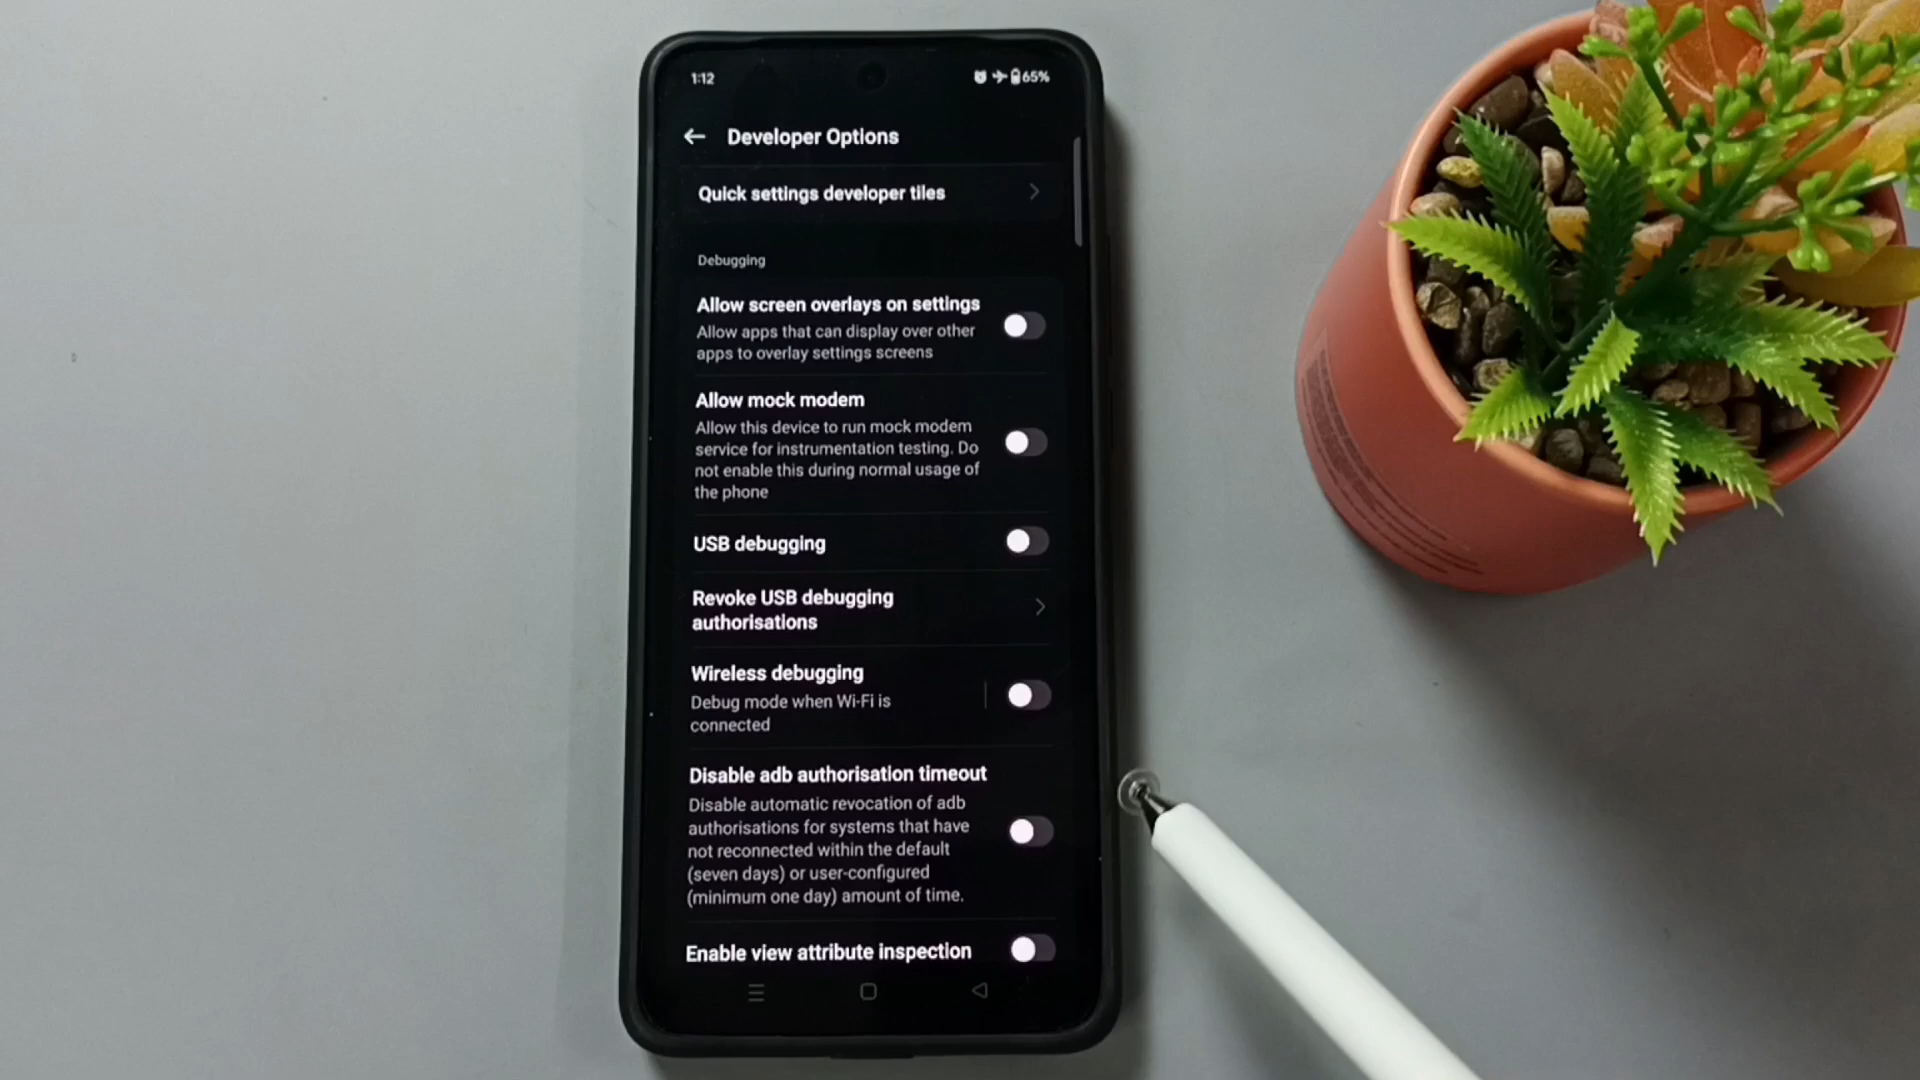 1:12
65%
Developer Options
Quick settings developer tiles
Debugging
Allow screen overlays on settings
Allow apps that can display over other
apps to overlay settings screens
Allow mock modem
Allow this device to run mock modem
service for instrumentation testing. Do
not enable this during normal usage of
the phone
USB debugging
Revoke USB debugging
authorisations
Wireless debugging
Debug mode when Wi-Fi is
connected
Disable adb authorisation timeout
Disable automatic revocation of adb
authorisations for systems that have
not reconnected within the default
(seven days) or user-configured
(minimum one day) amount of time.
Enable view attribute inspection